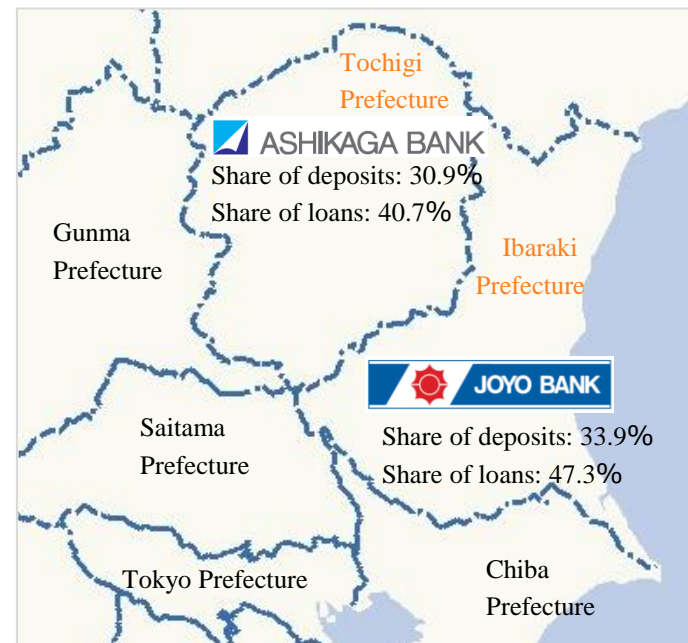 Tochigi
Prefecture
ASHIKAGA BANK
Share of deposits: 30.9%
Share of loans: 40.7%
Gunma
Prefecture
Ibaraki
Prefecture
JOYO BANK
Share of deposits: 33.9%
Share of loans: 47.3%
Saitama
Prefecture
Tokyo Prefecture
Chiba
Prefecture